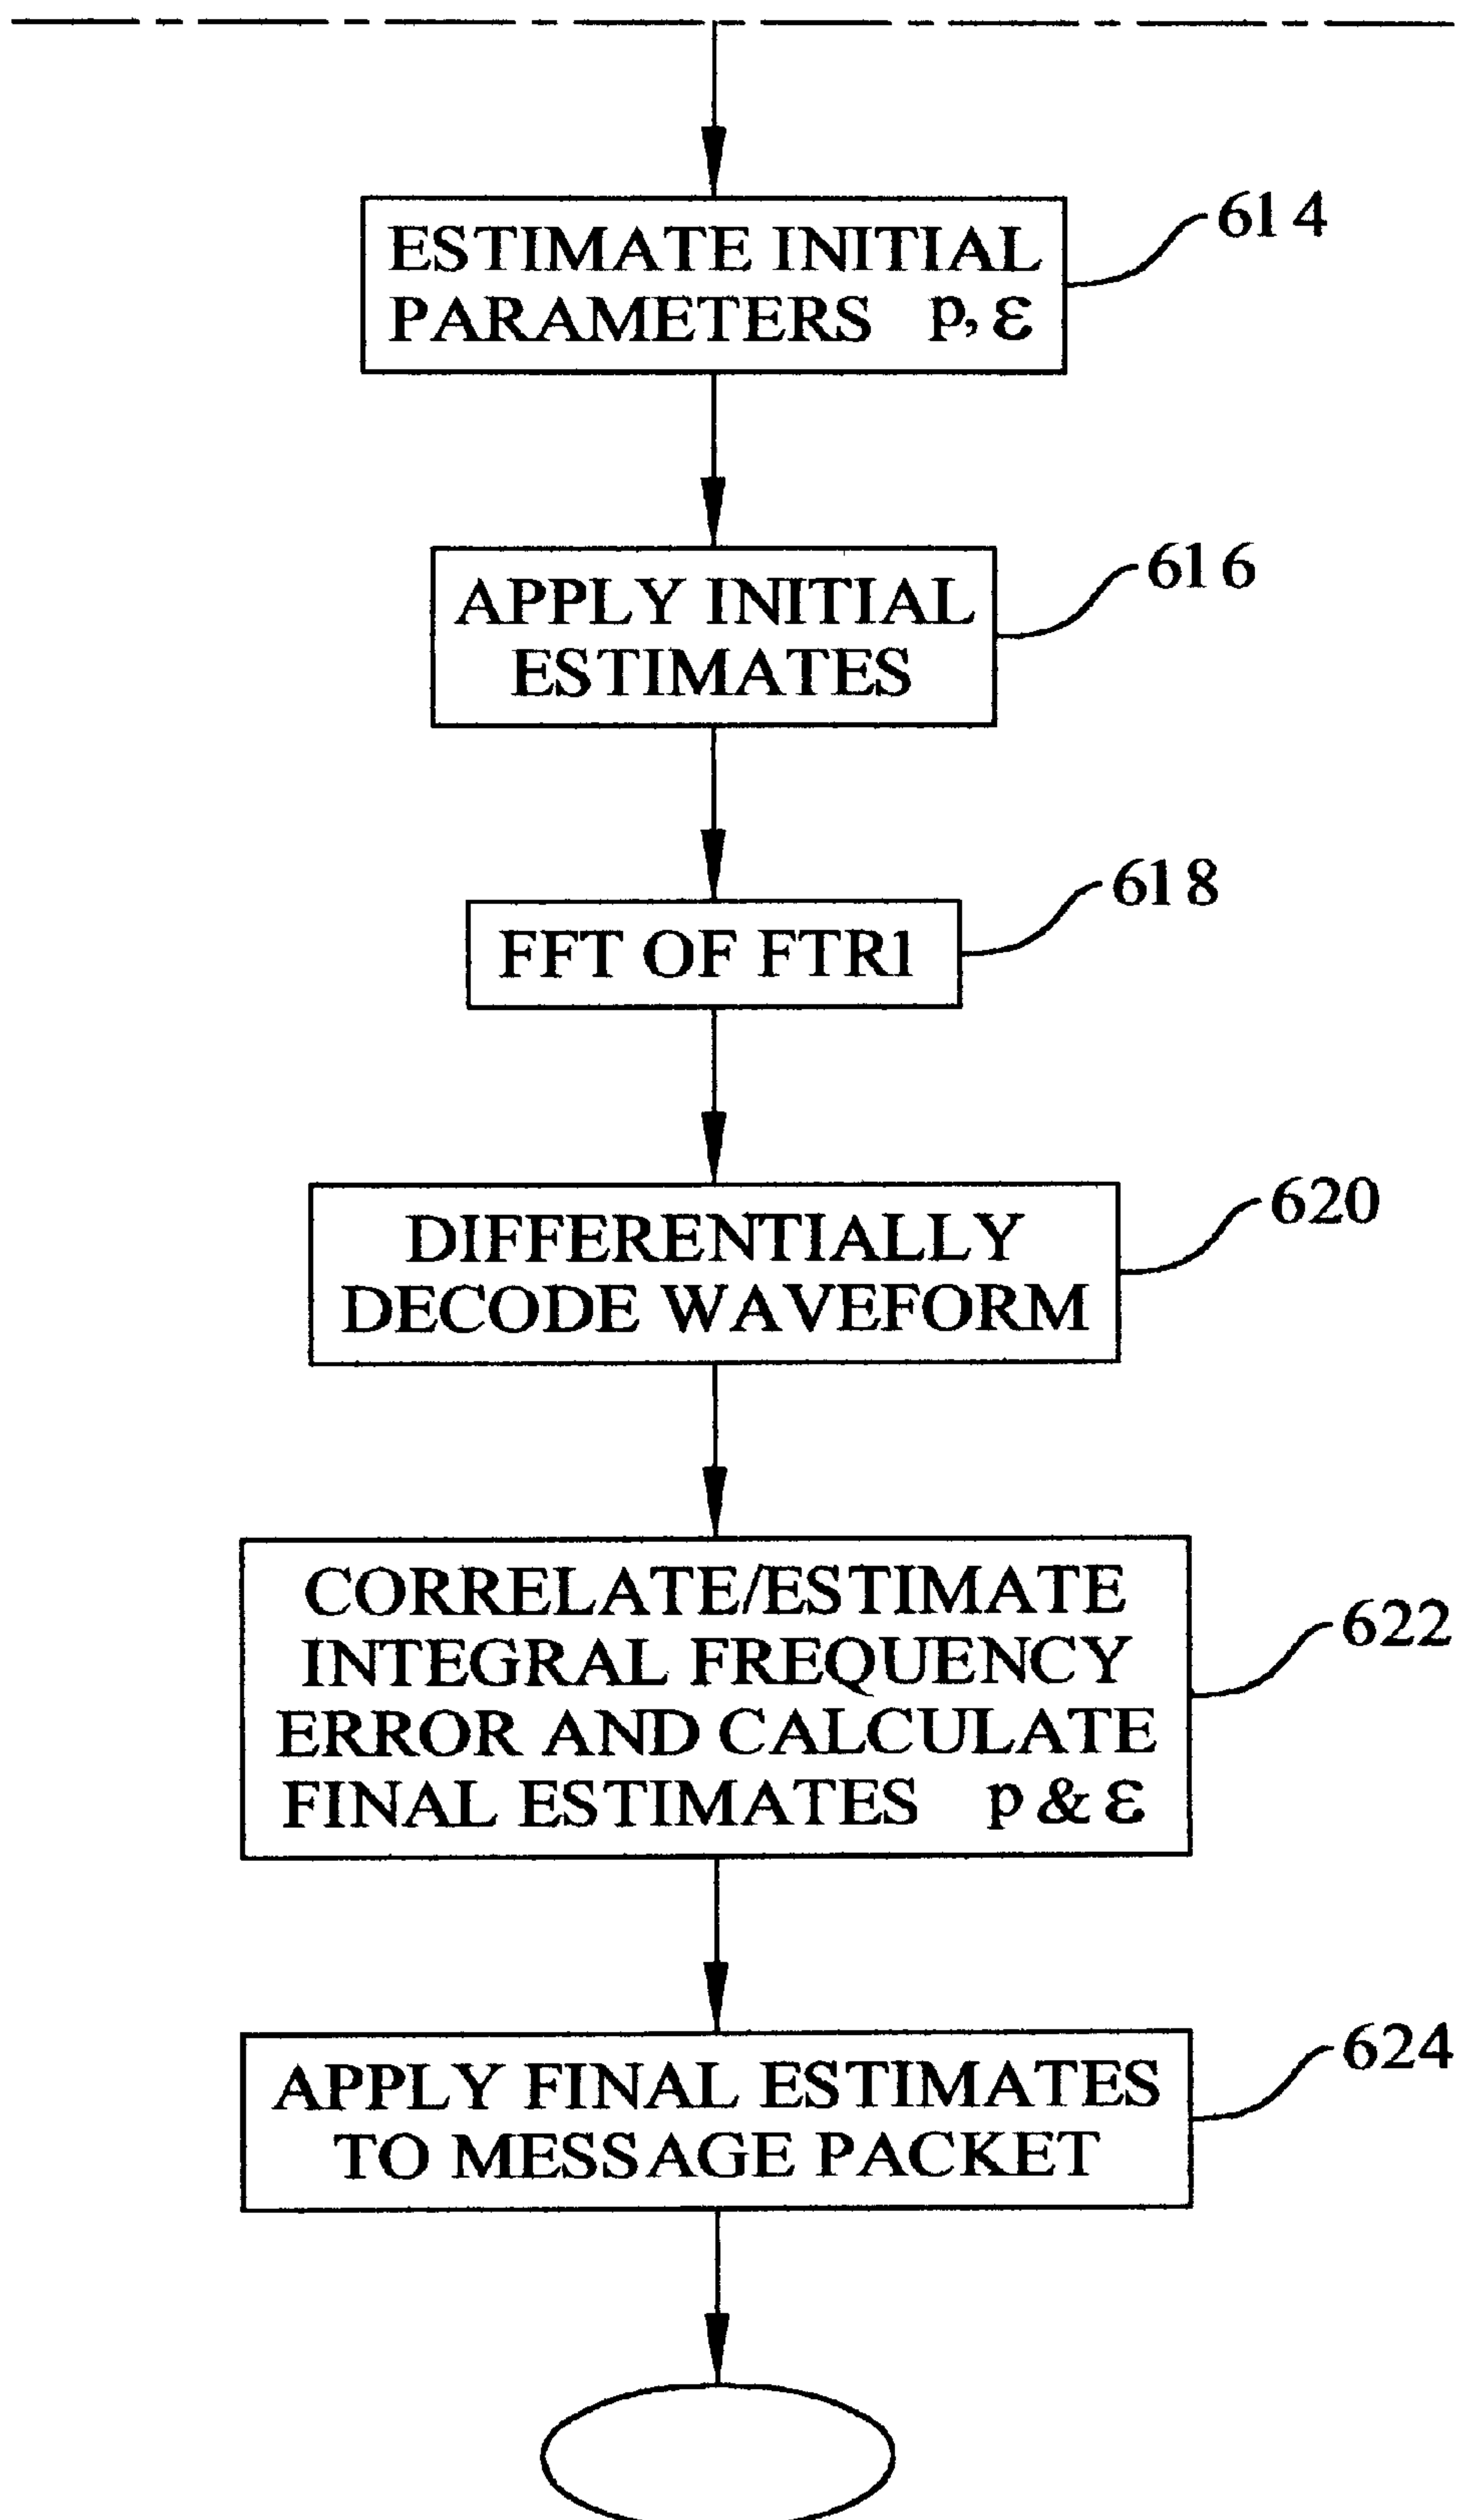 614
ESTIMATE INITIAL
PARAMETERS p, ε
616
APPLY INITIAL
ESTIMATES
618
FFT OF FTR1
620
DIFFERENTIALLY
DECODE WAVEFORM
622
CORRELATE/ESTIMATE
INTEGRAL FREQUENCY
ERROR AND CALCULATE
FINAL ESTIMATES p & ε
624
APPLY FINAL ESTIMATES
TO MESSAGE PACKET